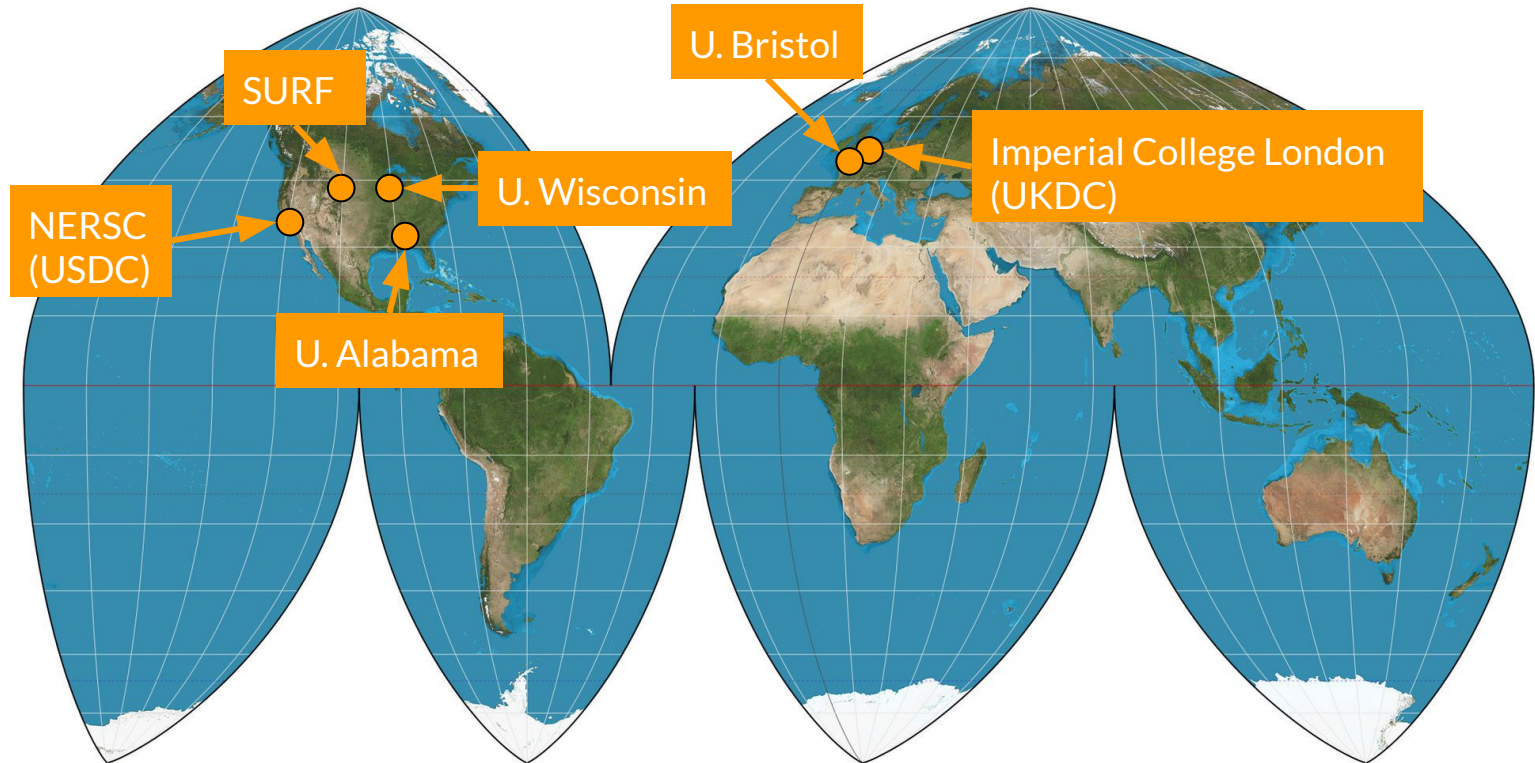 U. Bristol
SURF
Imperial College London
(UKDC)
U. Wisconsin
NERSC
(USDC)
U. Alabama